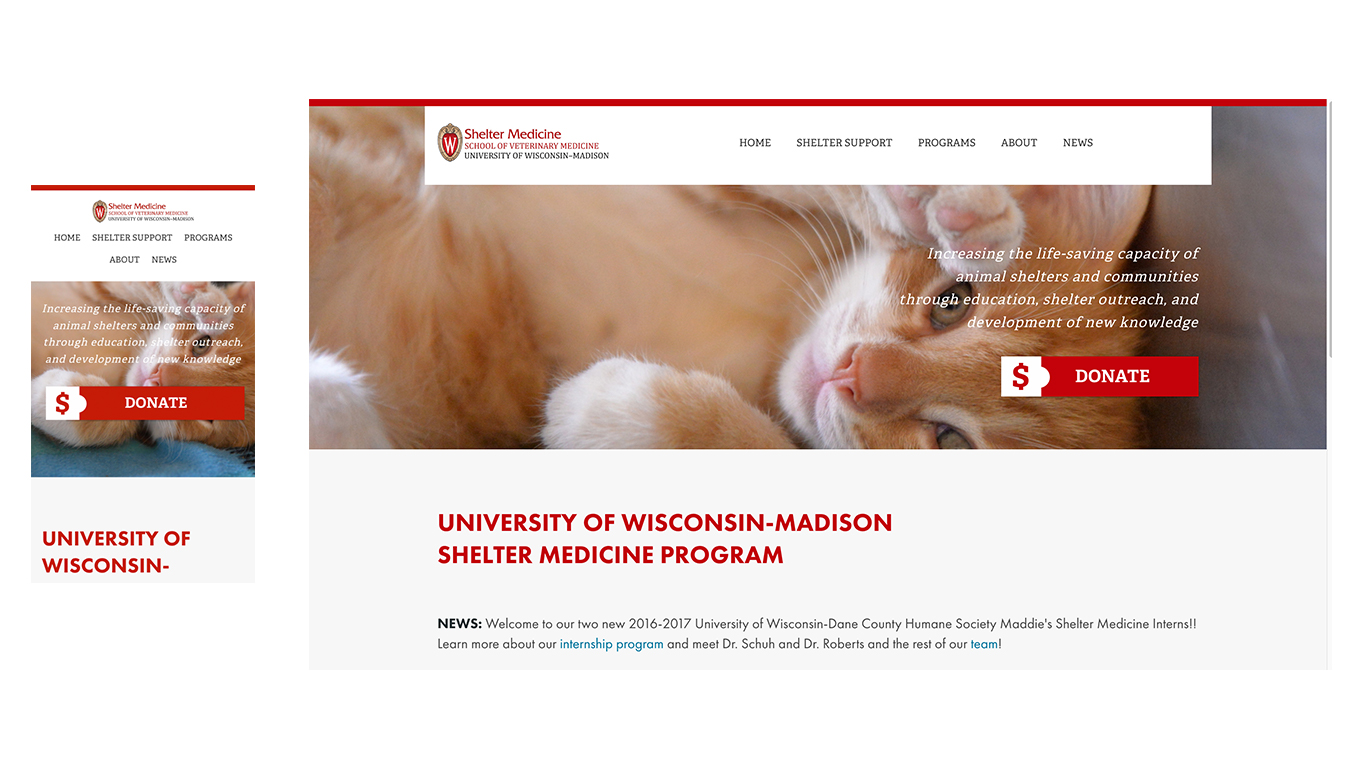 Shelter Medicine
SCHOOL OF VETERINARY MEDICINE
UNIVERSITY OF WISCONSIN–MADISON
HOME SHELTER SUPPORT PROGRAMS
ABOUT NEWS
Increasing the life-saving capacity of
animal shelters and communities
through education, shelter outreach,
and development of new knowledge
$ DONATE
UNIVERSITY OF
WISCONSIN-
W Shelter Medicine
SCHOOL OF VETERINARY MEDICINE
UNIVERSITY OF WISCONSIN–MADISON
HOME SHELTER SUPPORT PROGRAMS ABOUT NEWS
Increasing the life-saving capacity of
animal shelters and communities
through education, shelter outreach, and
development of new knowledge
$ DONATE
UNIVERSITY OF WISCONSIN-MADISON
SHELTER MEDICINE PROGRAM
NEWS: Welcome to our two new 2016-2017 University of Wisconsin-Dane County Humane Society Maddie's Shelter Medicine Interns!!
Learn more about our internship program and meet Dr. Schuh and Dr. Roberts and the rest of our team!